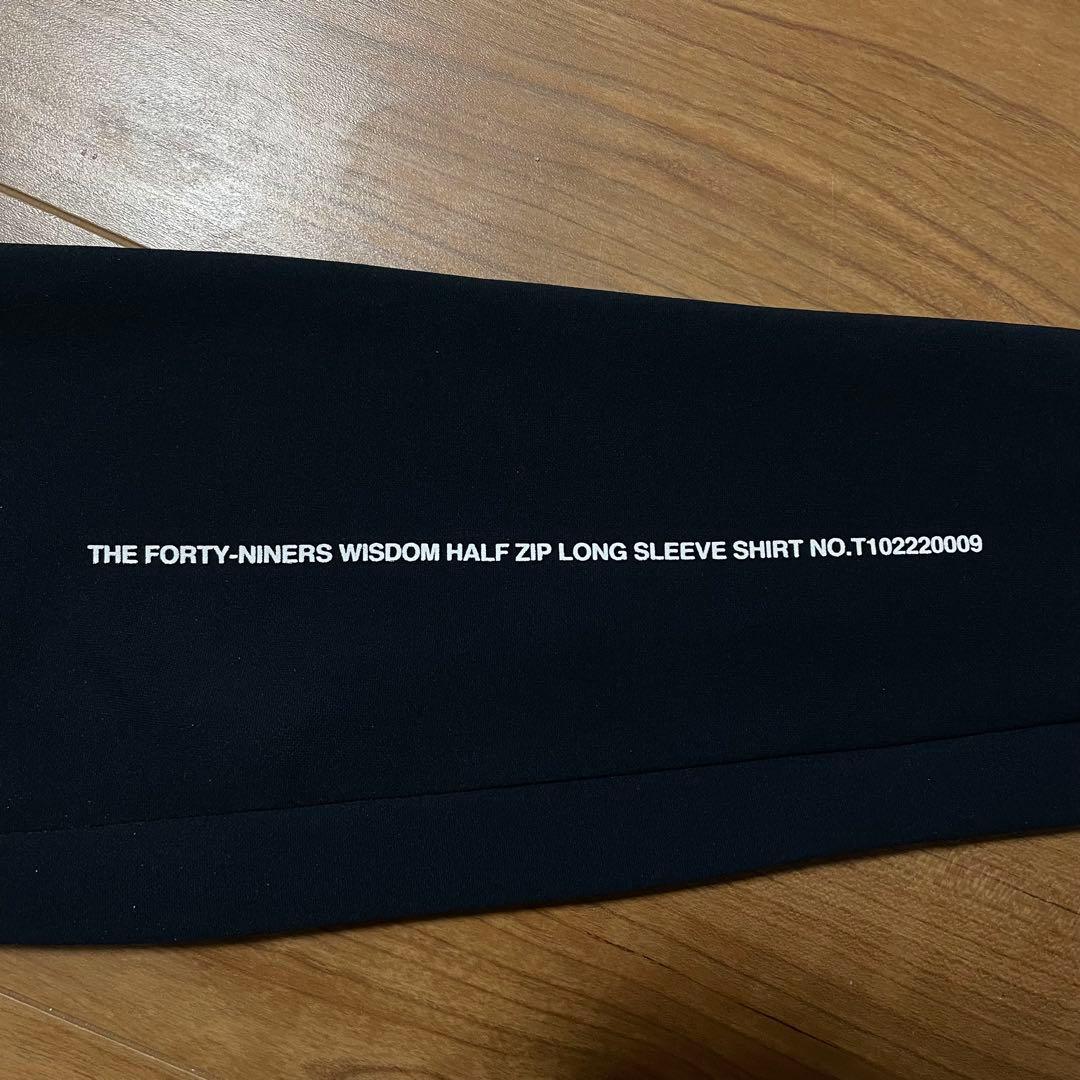 THE FORTY-NINERS WISDOM HALF ZIP LONG SLEEVE SHIRT NO.T102220009